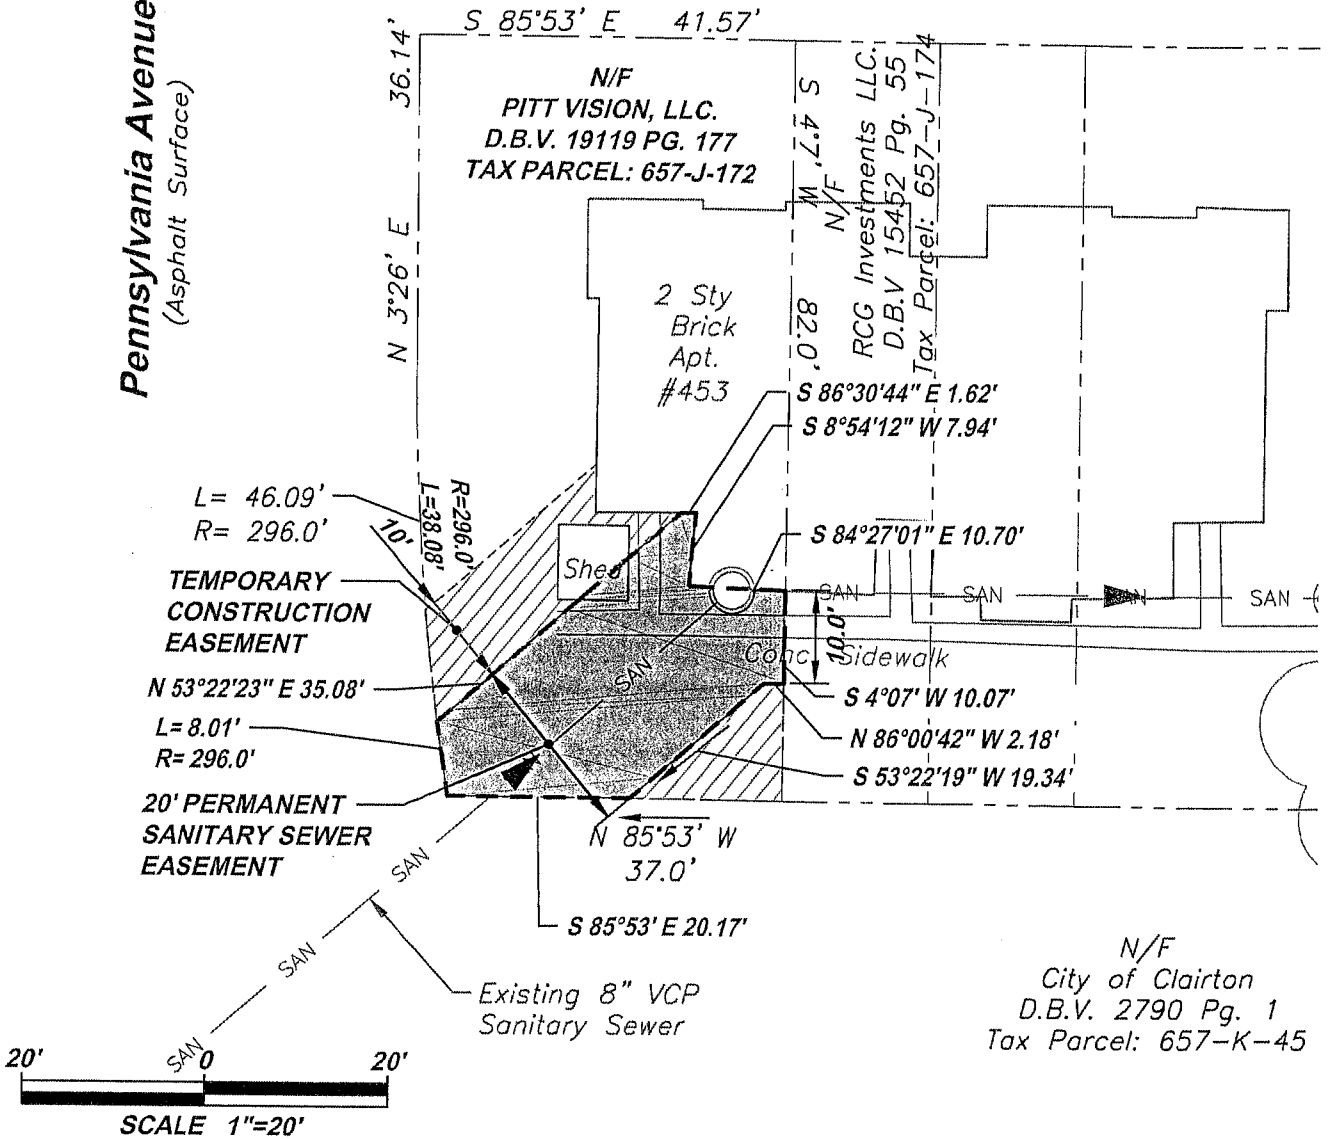 Pennsylvania Avenue
(Asphalt Surface)
S 85°53' E 41.57'
36.14'
N 3°26' E
N/F
PITT VISION, LLC.
D.B.V. 19119 PG. 177
TAX PARCEL: 657-J-172
S 4°7' W
82.0'
N/F
RCG Investments LLC.
D.B.V 15452 Pg. 55
Tax Parcel: 657-J-174
2 Sty
Brick
Apt.
#453
S 86°30'44" E 1.62'
S 8°54'12" W 7.94'
S 84°27'01" E 10.70'
L= 46.09'
R= 296.0'
R=296.0'
L=38.08'
10'
TEMPORARY
CONSTRUCTION
EASEMENT
Shed
SAN
SAN
SAN
SAN
SAN
10.0'
Conc. Sidewalk
N 53°22'23" E 35.08'
S 4°07' W 10.07'
L= 8.01'
R= 296.0'
N 86°00'42" W 2.18'
S 53°22'19" W 19.34'
20' PERMANENT
SANITARY SEWER
EASEMENT
N 85°53' W
37.0'
S 85°53' E 20.17'
SAN
SAN
SAN
Existing 8" VCP
Sanitary Sewer
N/F
City of Clairton
D.B.V. 2790 Pg. 1
Tax Parcel: 657-K-45
20' 0 20'
SCALE 1"=20'